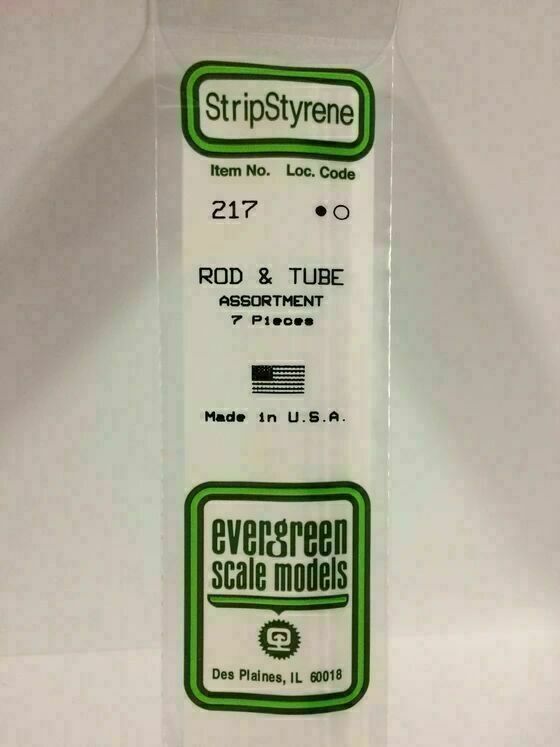 StripStyrene
Item No. Loc. Code
217 ●○
ROD & TUBE
ASSORTMENT
7 Pieces
Made in U.S.A.
evergreen
scale models
Des Plaines, IL 60018